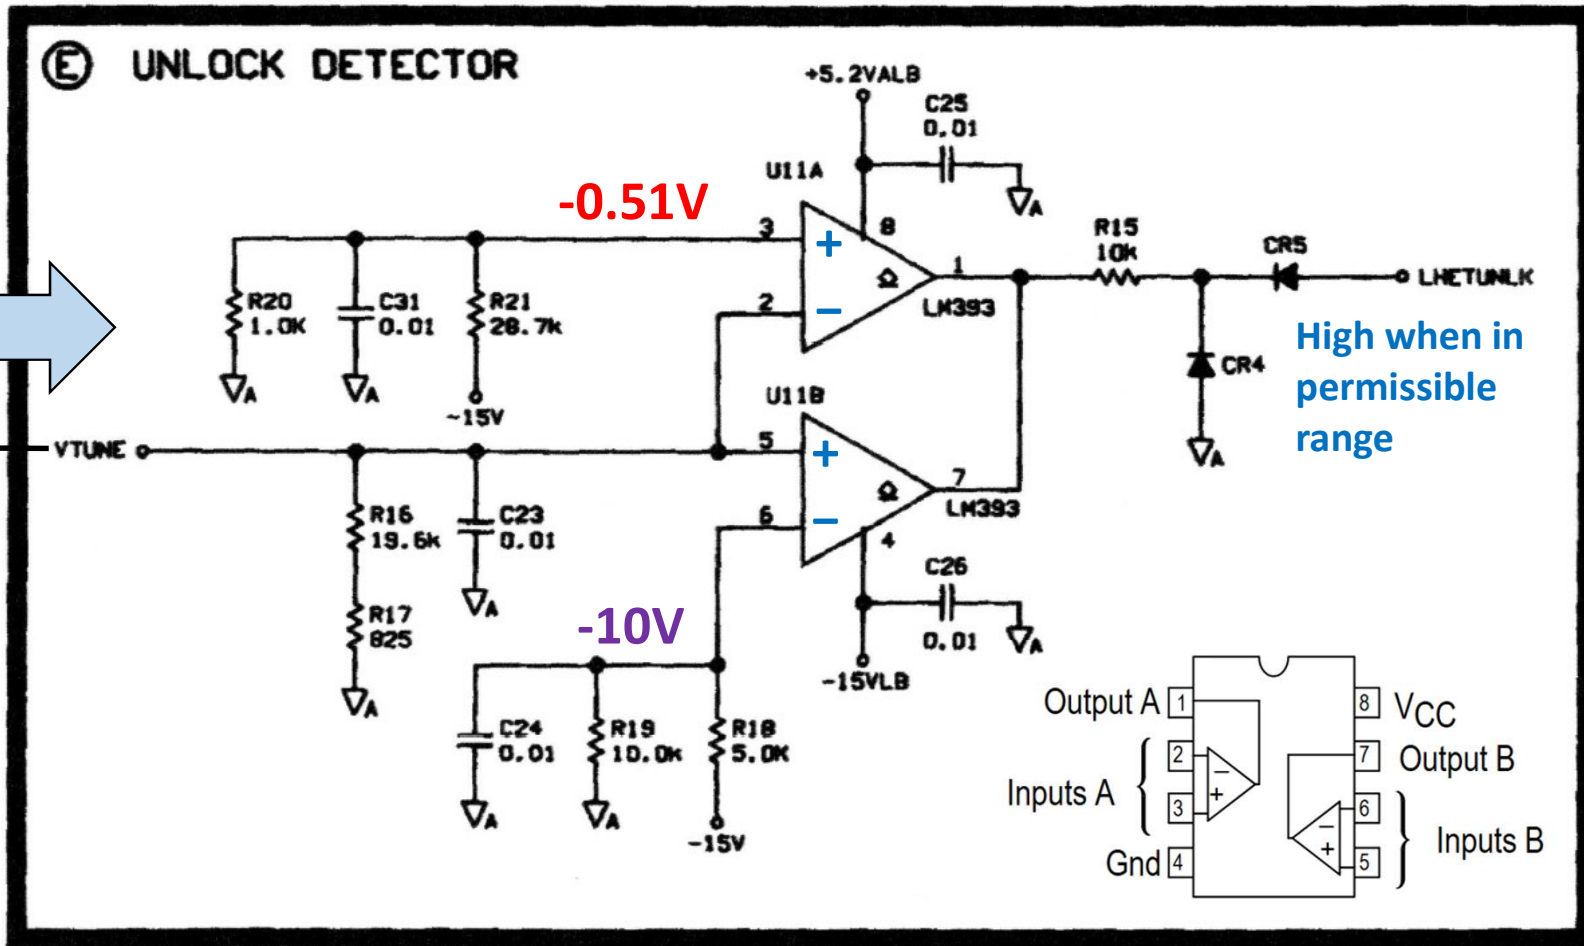 E UNLOCK DETECTOR
+5.2VALB
C25
0.01
A
U11A
-0.51V
3
+
8
2
−
1
LM393
R15
10K
CR5
LHETUNLK
High when in
permissible
range
CR4
A
R20
1.0K
A
C31
0.01
A
R21
28.7k
-15V
U11B
VTUNE
5
+
6
−
7
LM393
4
R16
19.6k
R17
825
A
C23
0.01
A
-10V
C26
0.01
A
-15VLB
C24
0.01
A
R19
10.0k
A
R18
5.0K
-15V
Output A 1
8 VCC
2
7 Output B
Inputs A
− +
3
6
− +
Inputs B
Gnd 4
5